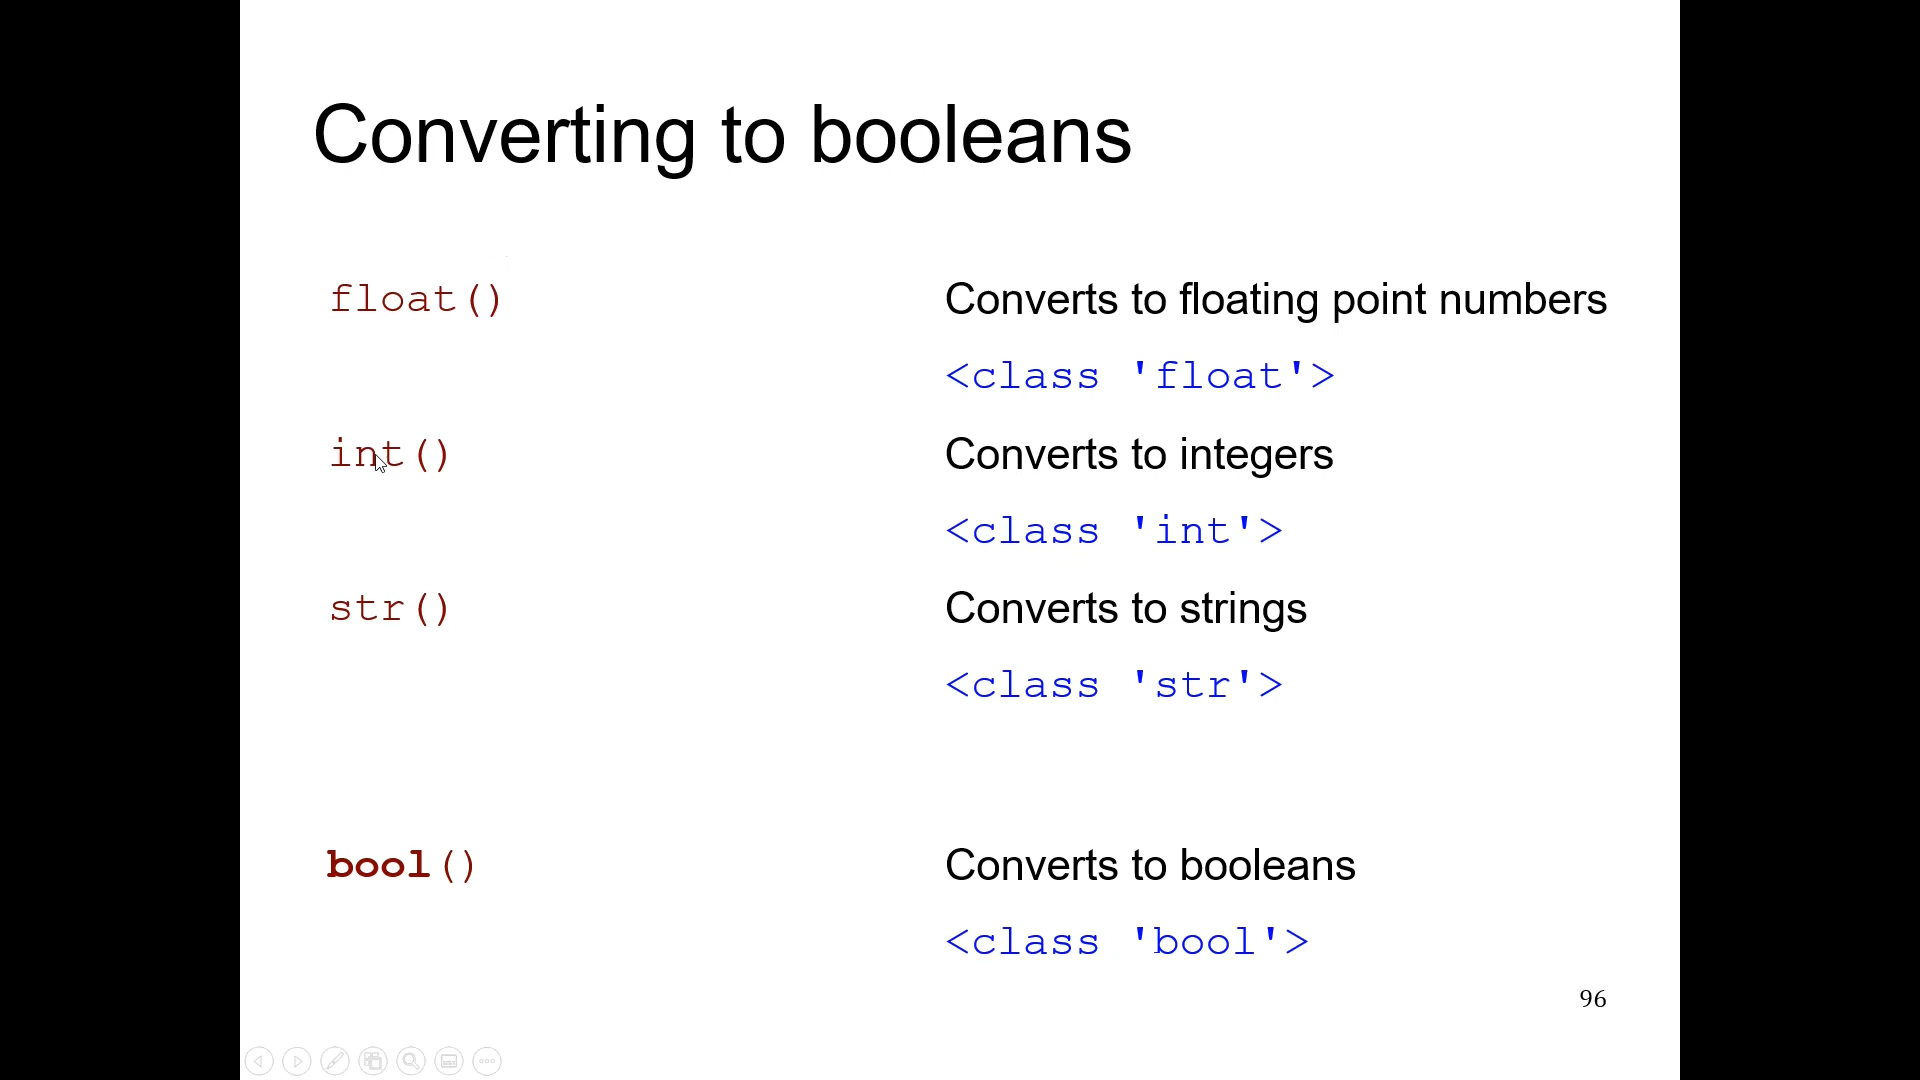 Converting to booleans
float() Converts to floating point numbers
<class 'float'>
int() Converts to integers
<class 'int'>
str() Converts to strings
<class 'str'>
bool() Converts to booleans
<class 'bool'>
96